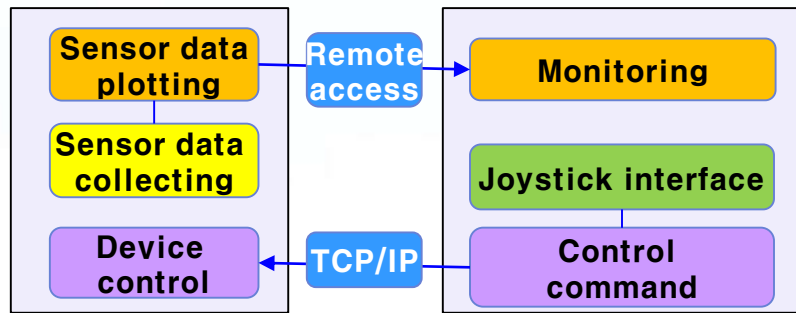 Sensor data
plotting
Remote
access
Monitoring
Sensor data
collecting
Joystick interface
Device
control
TCP/IP
Control
command